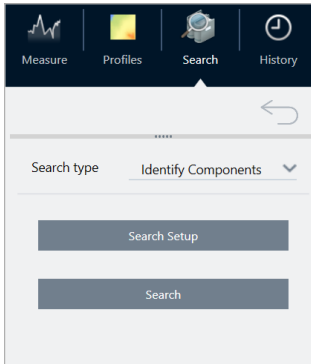 Measure Profiles Search History
Search type Identify Components
Search Setup
Search